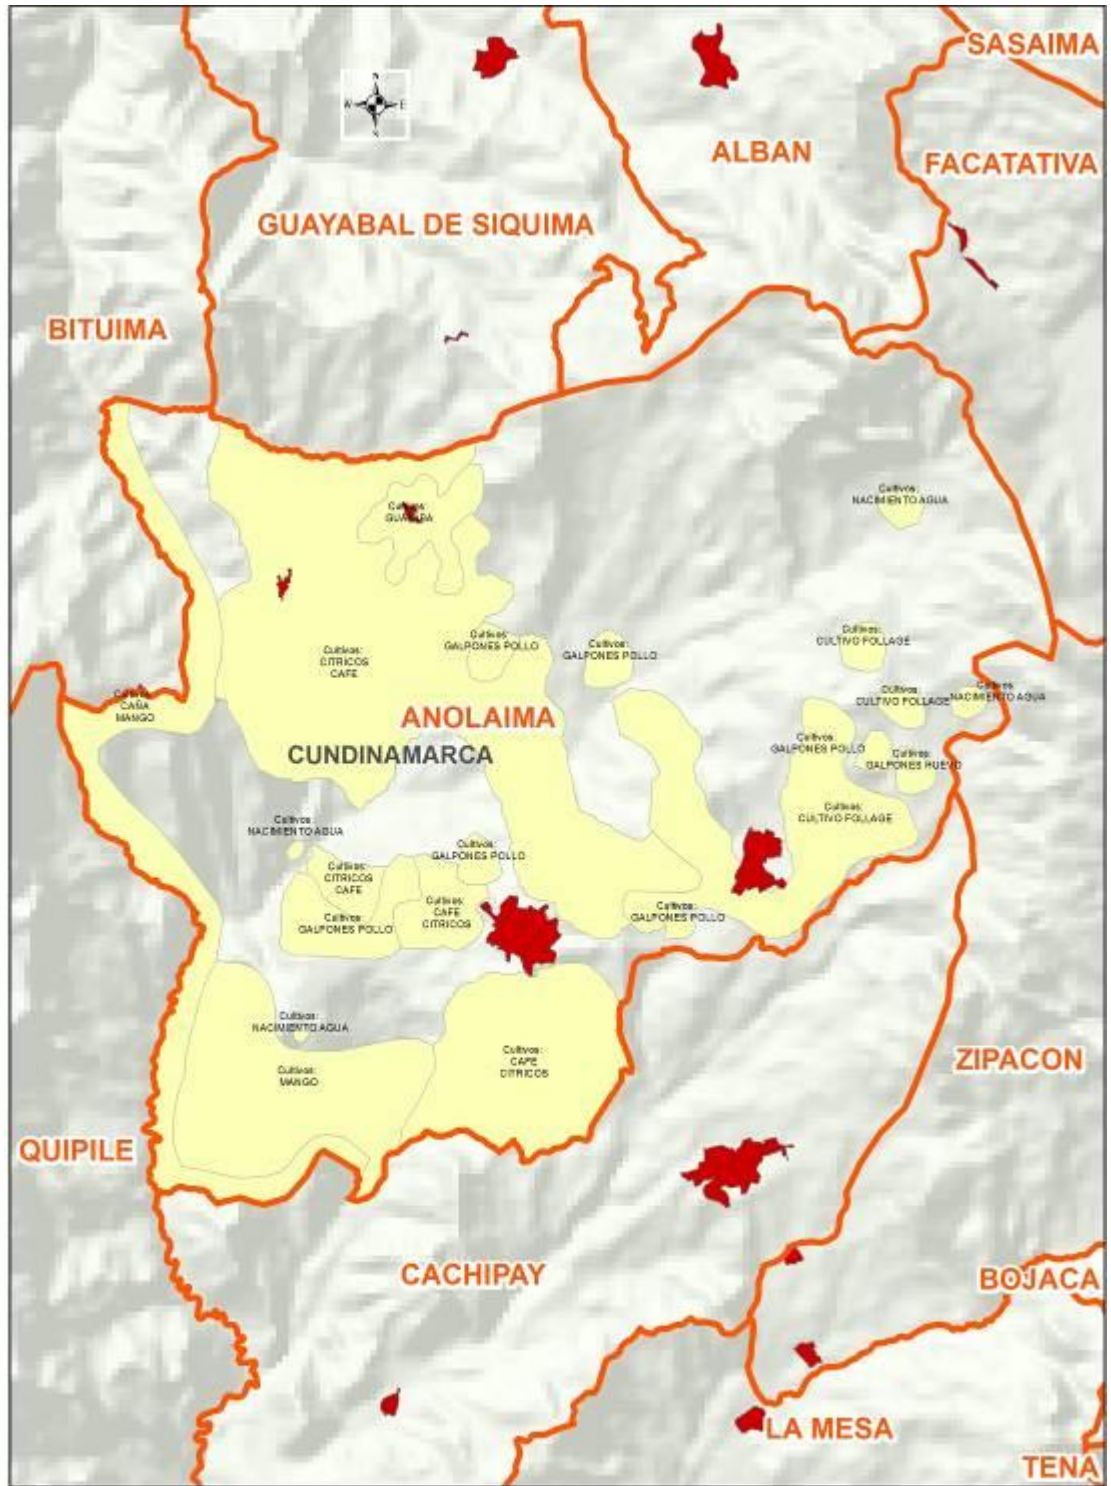 SASAIMA
N
W E
ALBAN
FACATATIVA
GUAYABAL DE SIQUIMA
BITUIMA
Cultivos:
NACIMIENTO AGUA
Cultivos:
GUAYABA
Cultivos:
CITRICOS
CAFE
Cultivos:
GALPONES POLLO
Cultivos:
GALPONES POLLO
Cultivos:
CULTIVO FOLLAGE
Cultivos:
CAÑA
MANGO
Cultivos:
CULTIVO FOLLAGE
Cultivos:
NACIMIENTO AGUA
ANOLAIMA
CUNDINAMARCA
Cultivos:
GALPONES POLLO
Cultivos:
GALPONES HUEVO
Cultivos:
CULTIVO FOLLAGE
Cultivos:
NACIMIENTO AGUA
Cultivos:
GALPONES POLLO
Cultivos:
CITRICOS
CAFE
Cultivos:
GALPONES POLLO
Cultivos:
CAFE
CITRICOS
Cultivos:
GALPONES POLLO
Cultivos:
NACIMIENTO AGUA
Cultivos:
MANGO
Cultivos:
CAFE
CITRICOS
ZIPACON
QUIPILE
CACHIPAY
BOJACA
LA MESA
TENA